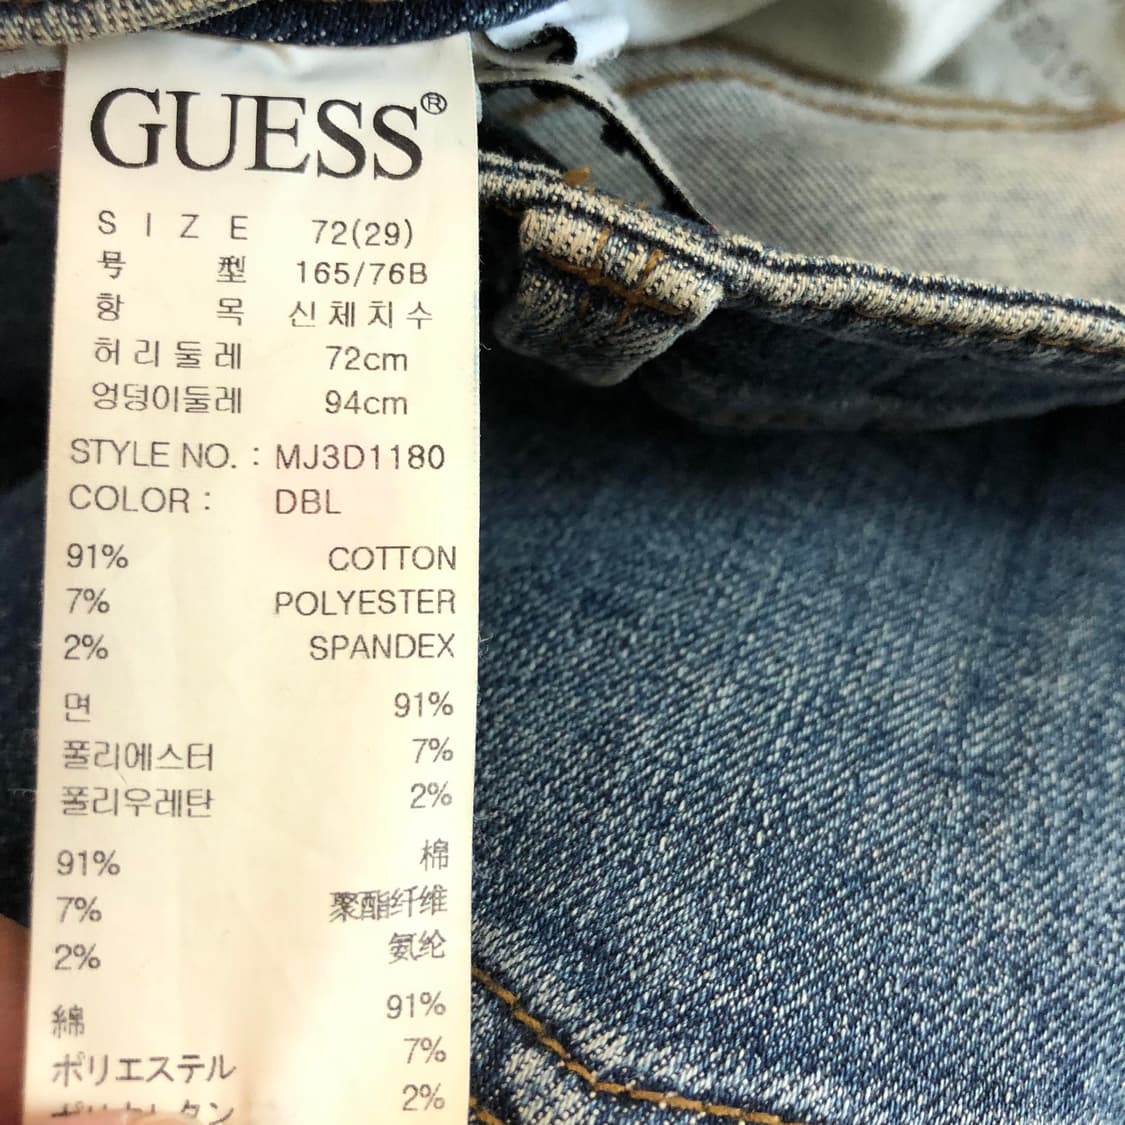 GUESS®
SIZE 72(29)
号型 165/76B
항목 신체치수
허리둘레 72cm
엉덩이둘레 94cm
STYLE NO. : MJ3D1180
COLOR : DBL
91% COTTON
7% POLYESTER
2% SPANDEX
면 91%
폴리에스터 7%
폴리우레탄 2%
91% 棉
7% 聚酯纤维
2% 氨纶
綿 91%
ポリエステル 7%
2%